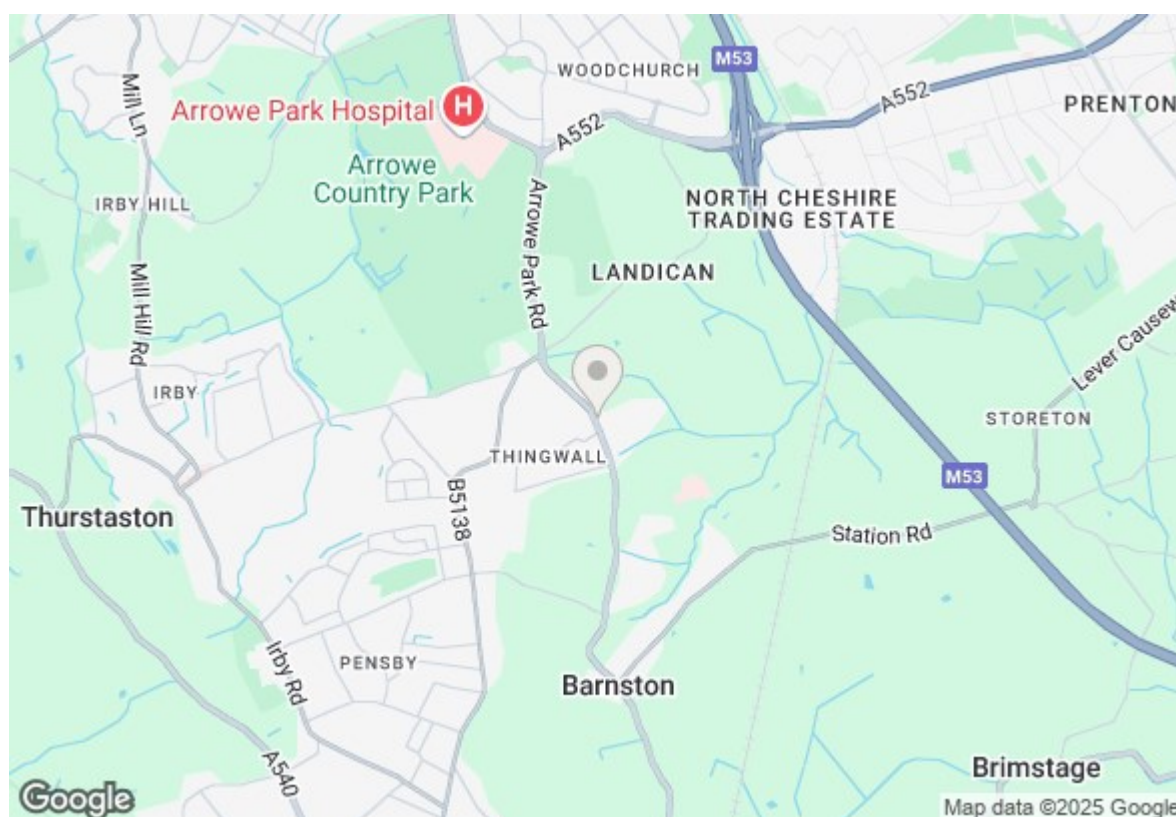 M53
WOODCHURCH
A552
PRENTON
Mill Ln
Arrowe Park Hospital
H
A552
Arrowe
Country Park
IRBY HILL
NORTH CHESHIRE
TRADING ESTATE
Arrowe Park Rd
LANDICAN
Mill Hill Rd
Lever Causew
IRBY
STORETON
THINGWALL
M53
B5138
Thurstaston
Station Rd
Irby Rd
PENSBY
Barnston
A540
Brimstage
Google
Map data ©2025 Google